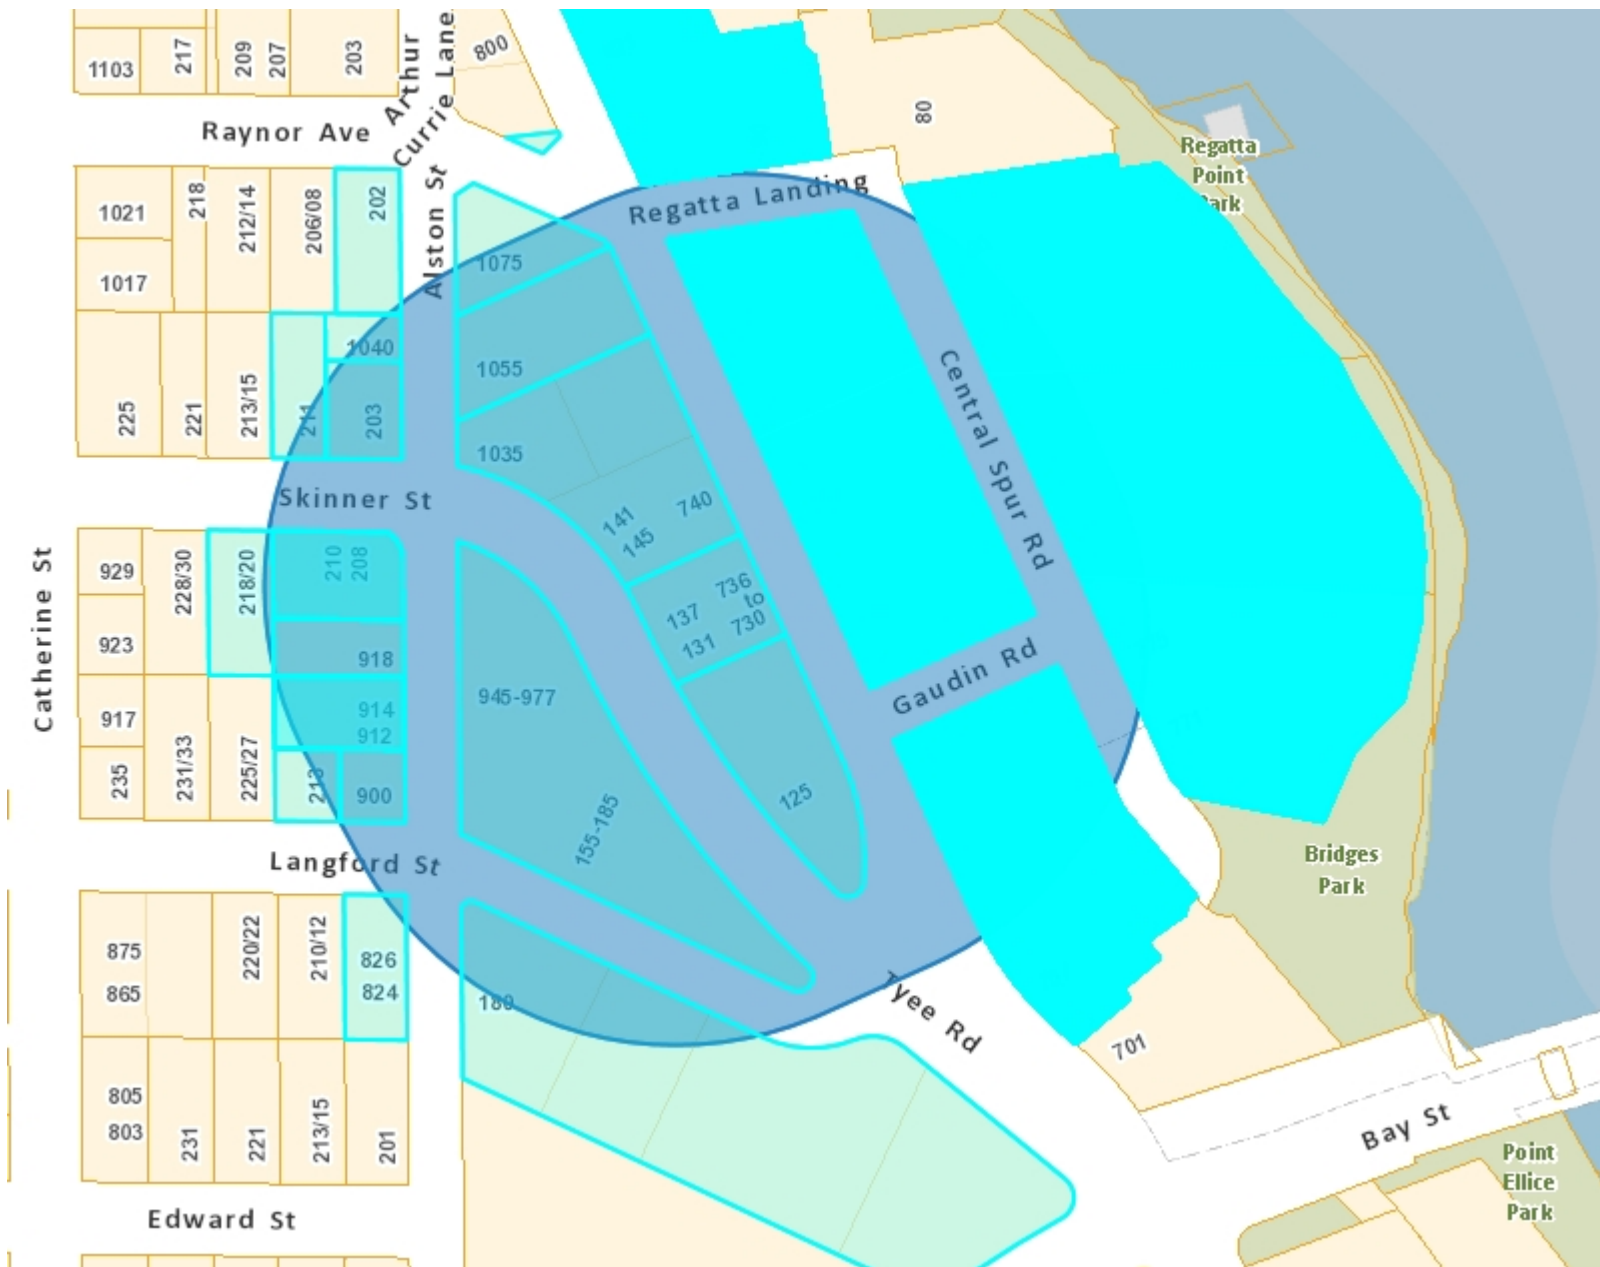 1103
217
209
207
203
Arthur
Currie Lane
800
80
Raynor Ave
Regatta
Point
Park
1021
218
212/14
206/08
202
Alston St
Regatta Landing
1017
1075
1040
1055
225
221
213/15
211
203
1035
Central Spur Rd
Skinner St
141
145
740
Catherine St
929
228/30
218/20
210
208
736
to
730
137
131
923
918
Gaudin Rd
917
945-977
914
912
235
231/33
225/27
213
900
125
155-185
Langford St
Bridges
Park
875
865
220/22
210/12
826
824
180
Tyee Rd
701
805
803
231
221
213/15
201
Bay St
Point
Ellice
Park
Edward St